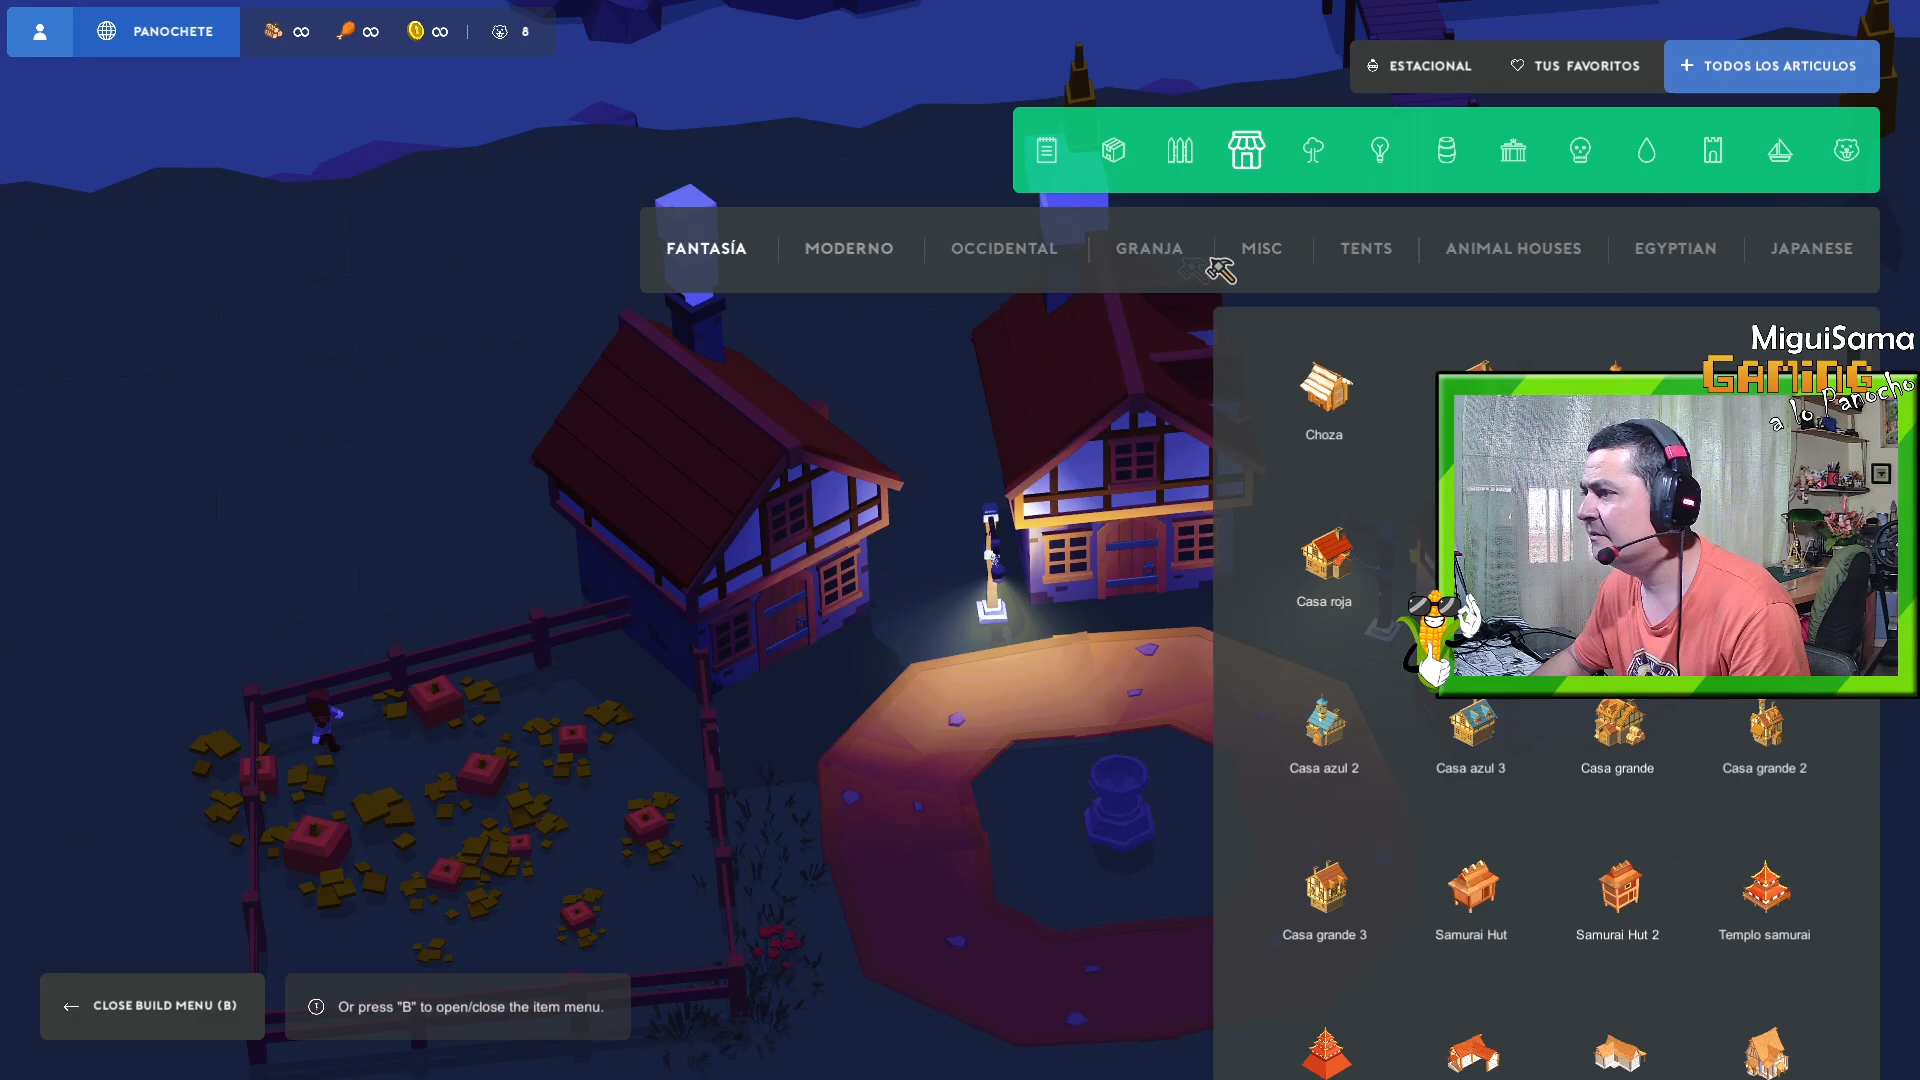 PANOCHETE
∞
∞
∞
8
ESTACIONAL
TUS FAVORITOS
TODOS LOS ARTICULOS
FANTASÍA
MODERNO
OCCIDENTAL
GRANJA
MISC
TENTS
ANIMAL HOUSES
EGYPTIAN
JAPANESE
MiguiSama
GAMING
a lo Panocho
Choza
Casa roja
Casa azul 2
Casa azul 3
Casa grande
Casa grande 2
Casa grande 3
Samurai Hut
Samurai Hut 2
Templo samurai
CLOSE BUILD MENU (B)
Or press "B" to open/close the item menu.